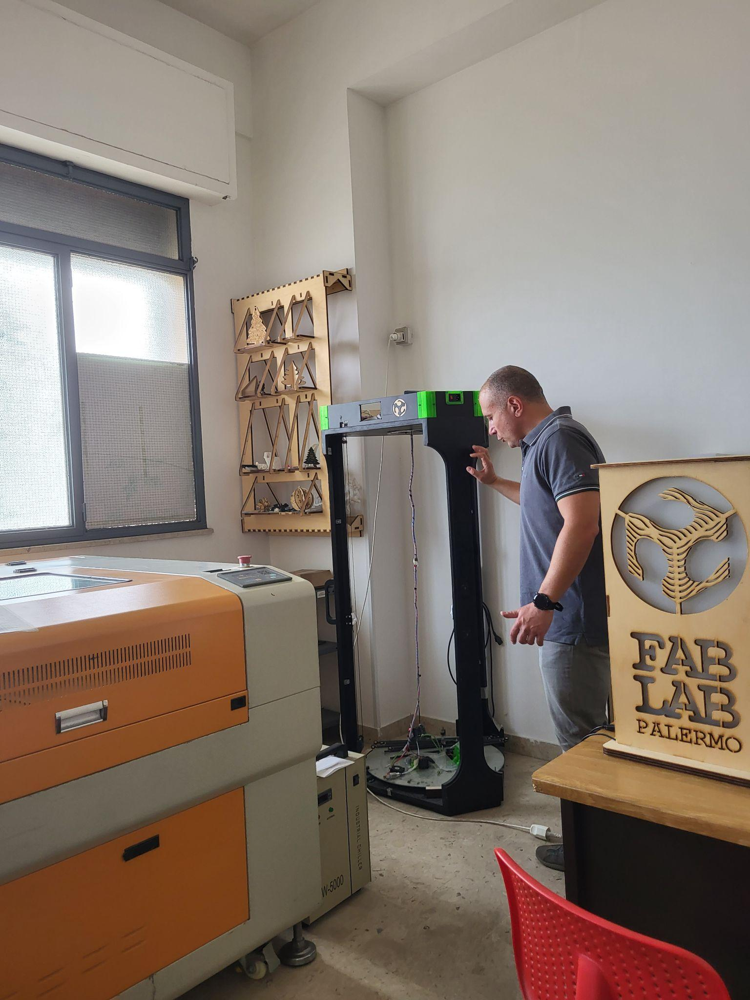 FAB
LAB
PALERMO
INDUSTRIAL CHILLER
W-5000